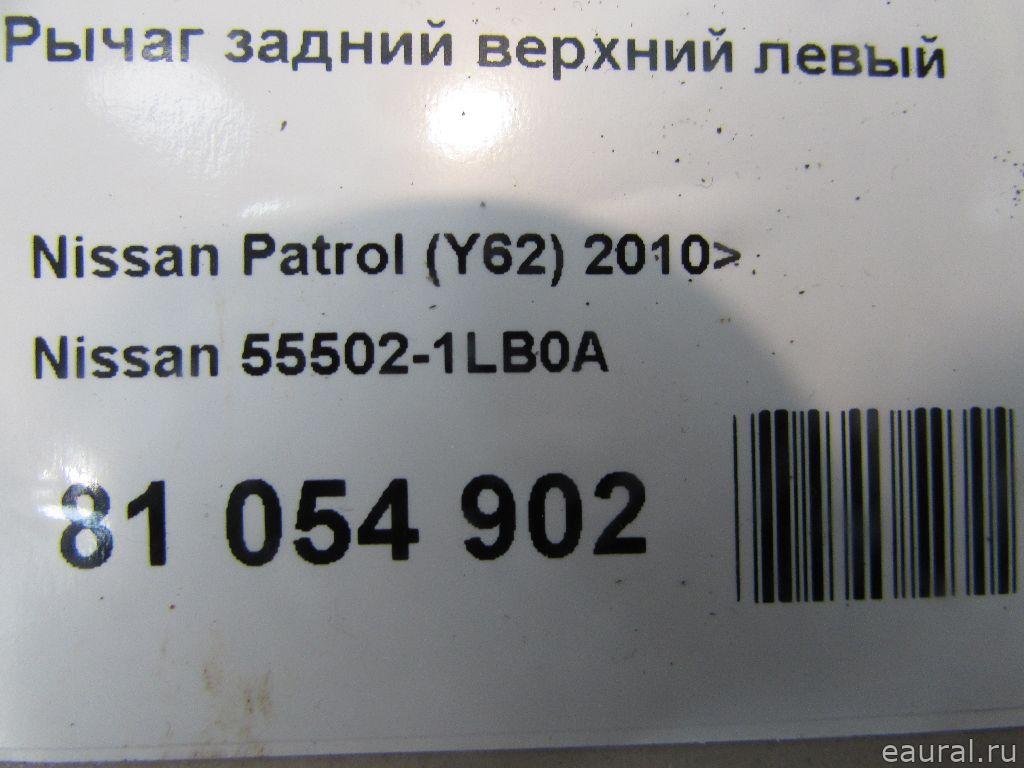 Рычаг задний верхний левый
Nissan Patrol (Y62) 2010>
Nissan 55502-1LB0A
81 054 902
eaural.ru